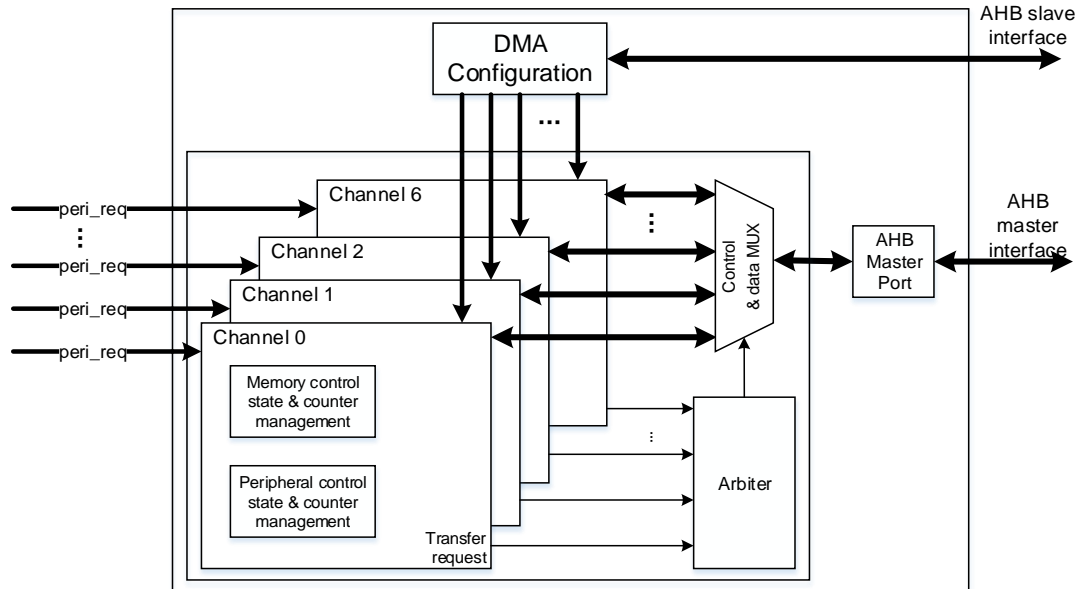 AHB slave
interface
DMA
Configuration
...
Channel 6
peri_req
...
...
AHB
master
interface
Channel 2
peri_req
Control
& data MUX
AHB
Master
Port
Channel 1
peri_req
Channel 0
peri_req
Memory control
state & counter
management
...
Peripheral control
state & counter
management
Arbiter
Transfer
request